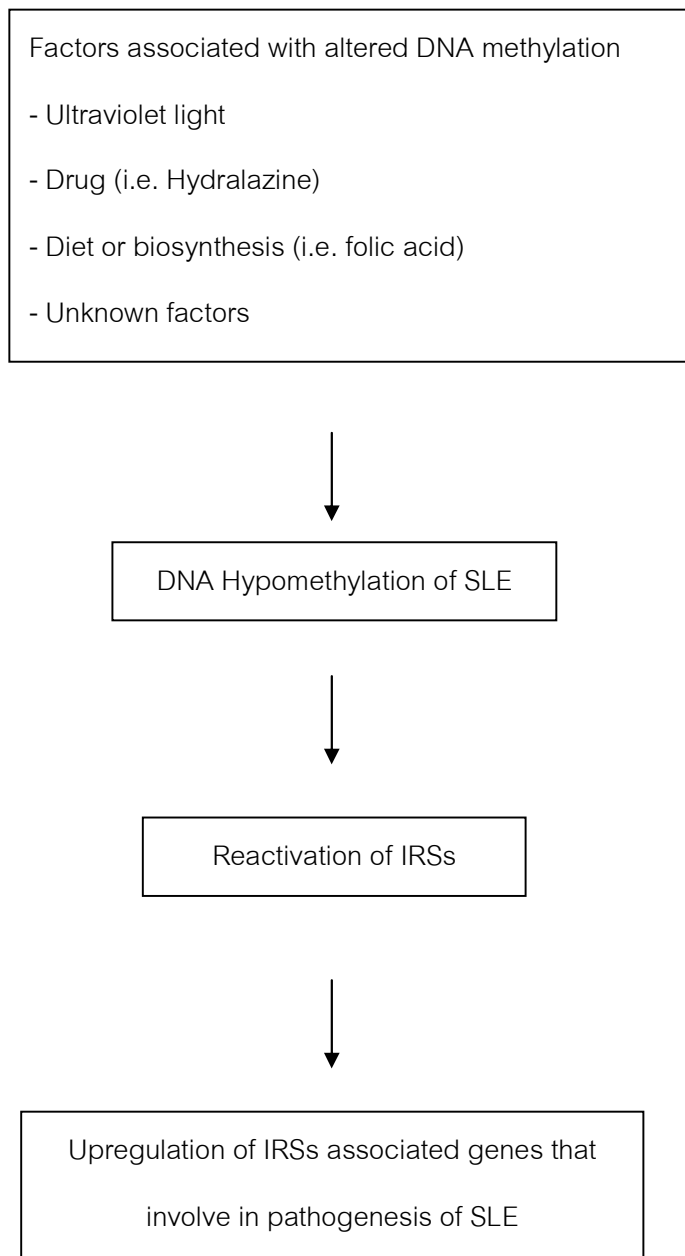 Factors associated with altered DNA methylation
- Ultraviolet light
- Drug (i.e. Hydralazine)
- Diet or biosynthesis (i.e. folic acid)
- Unknown factors
DNA Hypomethylation of SLE
Reactivation of IRSs
Upregulation of IRSs associated genes that
involve in pathogenesis of SLE